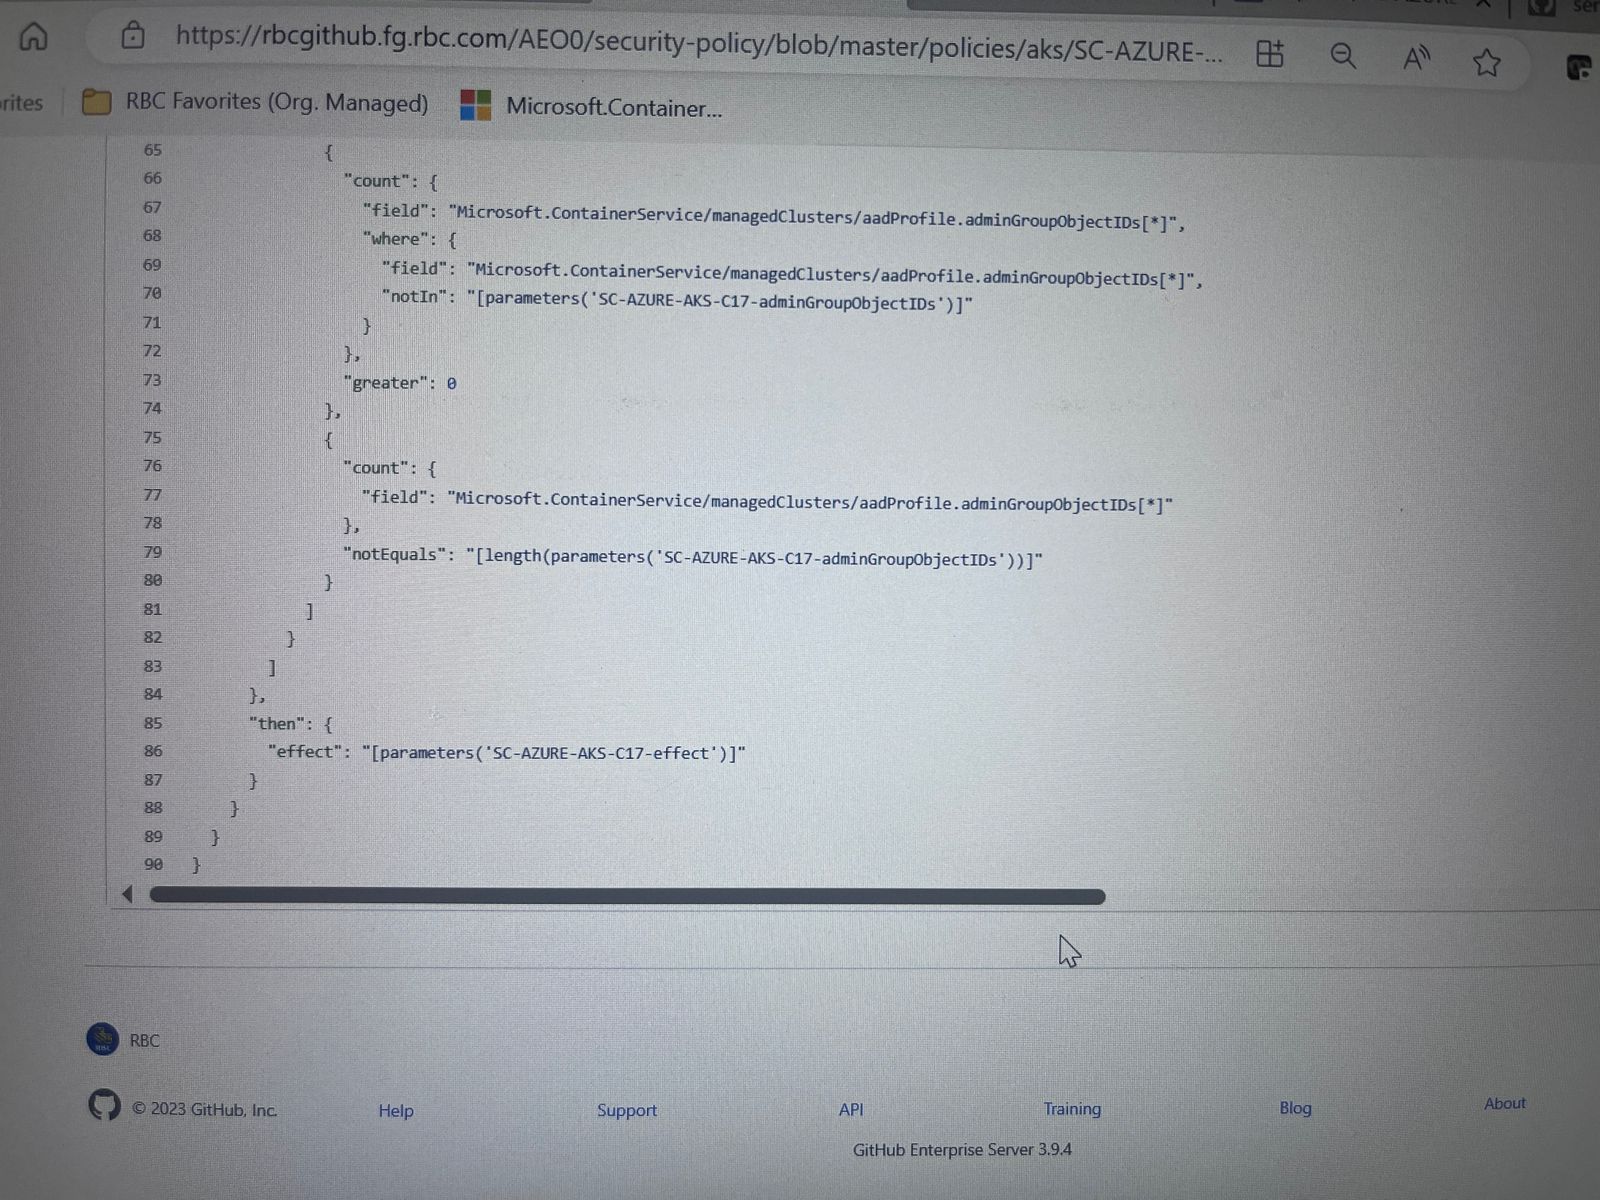 https://rbcgithub.fg.rbc.com/AEO0/security-policy/blob/master/policies/aks/SC-AZURE-...
rites RBC Favorites (Org. Managed) Microsoft.Container...
65 {
66 "count": {
67 "field": "Microsoft.ContainerService/managedClusters/aadProfile.adminGroupObjectIDs[*]",
68 "where": {
69 "field": "Microsoft.ContainerService/managedClusters/aadProfile.adminGroupObjectIDs[*]",
70 "notIn": "[parameters('SC-AZURE-AKS-C17-adminGroupObjectIDs')]"
71 }
72 },
73 "greater": 0
74 },
75 {
76 "count": {
77 "field": "Microsoft.ContainerService/managedClusters/aadProfile.adminGroupObjectIDs[*]"
78 },
79 "notEquals": "[length(parameters('SC-AZURE-AKS-C17-adminGroupObjectIDs'))]"
80 }
81 ]
82 }
83 ]
84 },
85 "then": {
86 "effect": "[parameters('SC-AZURE-AKS-C17-effect')]"
87 }
88 }
89 }
90 }
RBC
© 2023 GitHub, Inc. Help Support API Training Blog About
GitHub Enterprise Server 3.9.4